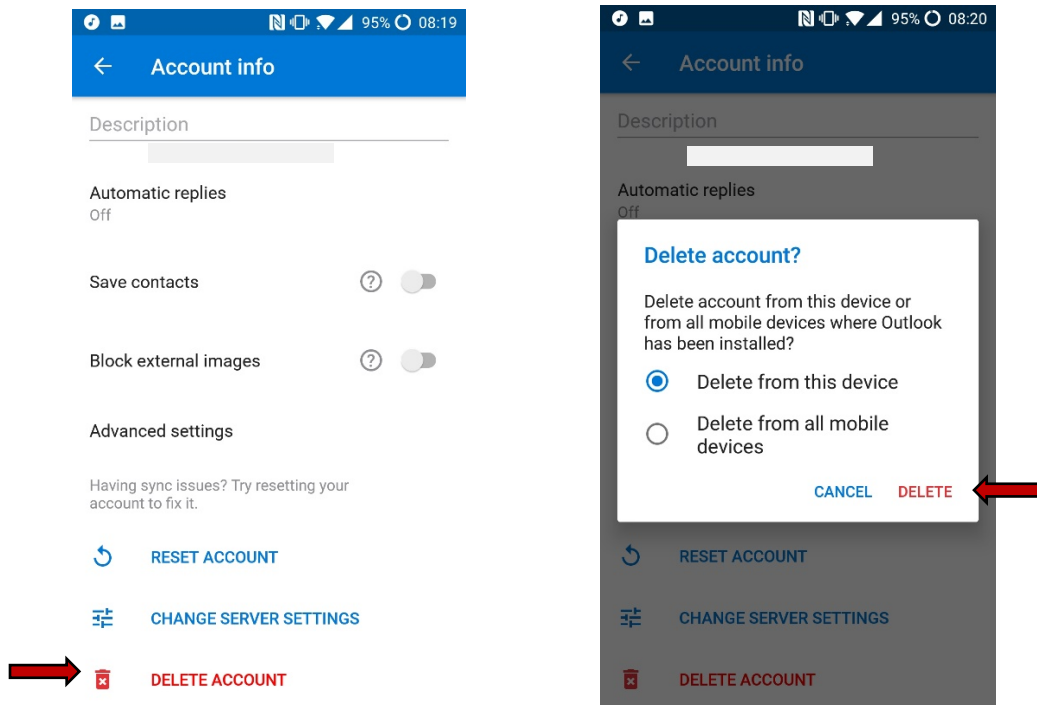 95% 08:19
Account info
Description
Automatic replies
Off
Save contacts
Block external images
Advanced settings
Having sync issues? Try resetting your
account to fix it.
RESET ACCOUNT
CHANGE SERVER SETTINGS
DELETE ACCOUNT
95% 08:20
Account info
Description
Automatic replies
Off
Delete account?
Delete account from this device or
from all mobile devices where Outlook
has been installed?
Delete from this device
Delete from all mobile
devices
CANCEL DELETE
RESET ACCOUNT
CHANGE SERVER SETTINGS
DELETE ACCOUNT